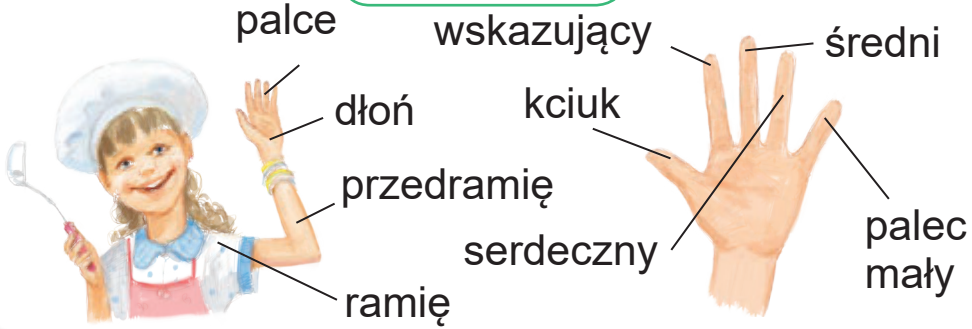 palce
dłoń
przedramię
ramię
wskazujący
średni
kciuk
serdeczny
palec
mały